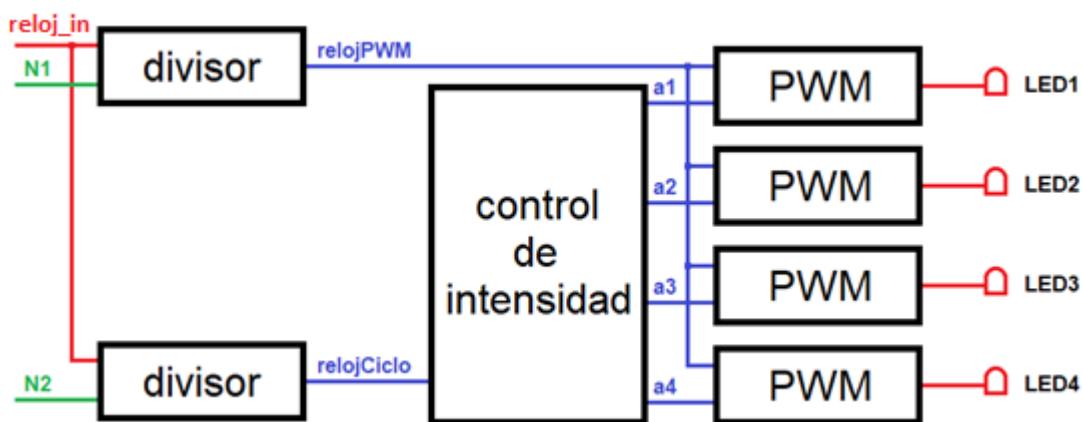 reloj_in
N1
divisor
relojPWM
a1
PWM
LED1
a2
PWM
LED2
control
de
intensidad
a3
PWM
LED3
N2
divisor
relojCiclo
a4
PWM
LED4